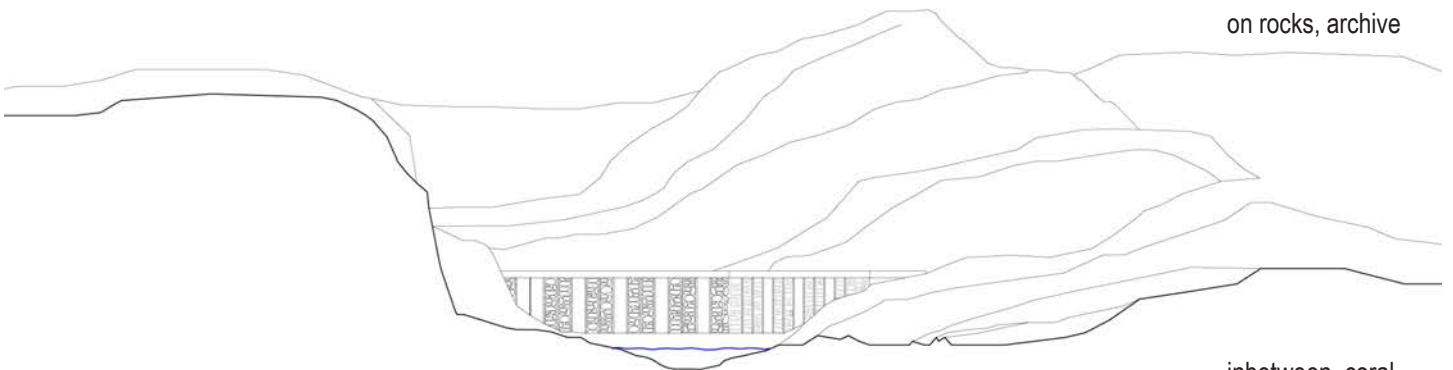 on rocks, archive
inbetween, coral